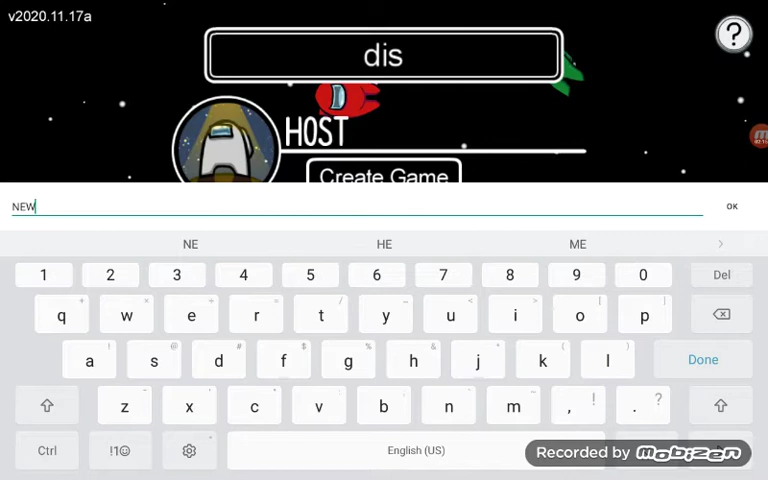 v2020.11.17a
?
dis
HOST
Create Game
NEW
OK
NE HE ME >
1 2 3 4 5 6 7 8 9 0 Del
q w e r t y u i o p
a s d f g h j k l Done
z x c v b n m , ! . ?
Ctrl !1☺ English (US)
Recorded by mobizen